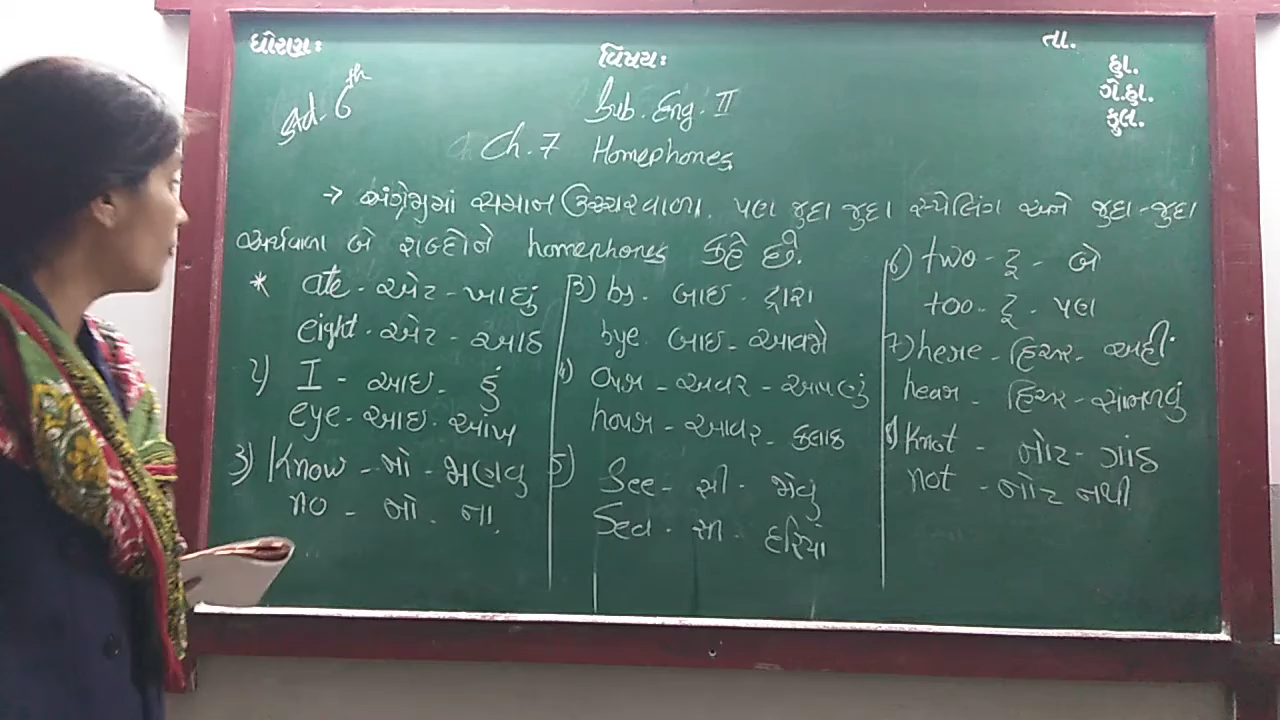 ધોરણઃ
વિષયઃ
તા.
હા.
ગે.હા.
કુલ.
Std. 6th
Sub. Eng. II
Ch. 7 Homephones
→ અંગ્રેજીમાં સમાન ઉચ્ચારવાળા. પણ જુદા જુદા સ્પેલિંગ અને જુદા-જુદા
અર્થવાળા બે શબ્દોને homephones કહે છે.
* ate - એટ - ખાધું
eight - એટ - આઠ
2) I - આઇ - હું
eye - આઇ - આંખ
૩) Know - નો - જાણવુ
no - નો - ના
૩) by - બાઇ - દ્વારા
bye - બાઇ - આવજો
4) our - અવર - આપણું
hour - આવર - કલાક
5) See - સી - જોવું
Sea - સી - દરિયો
6) two - ટૂ - બે
too - ટૂ - પણ
7) here - હિઅર - અહીં
hear - હિઅર - સાંભળવું
8) Knot - નોટ - ગાંઠ
not - નોટ નથી